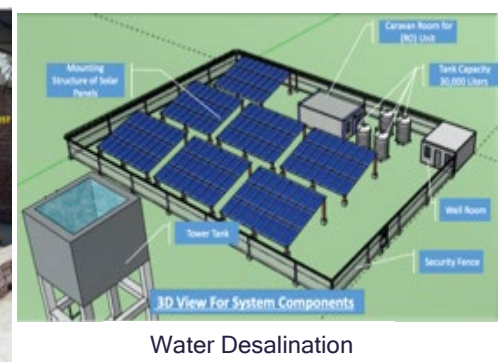 Caravan Room for
(RO) Unit
Mounting
Structure of Solar
Panels
Tank Capacity
30,000 Liters
Well Room
Tower Tank
Security Fence
3D View For System Components
Water Desalination